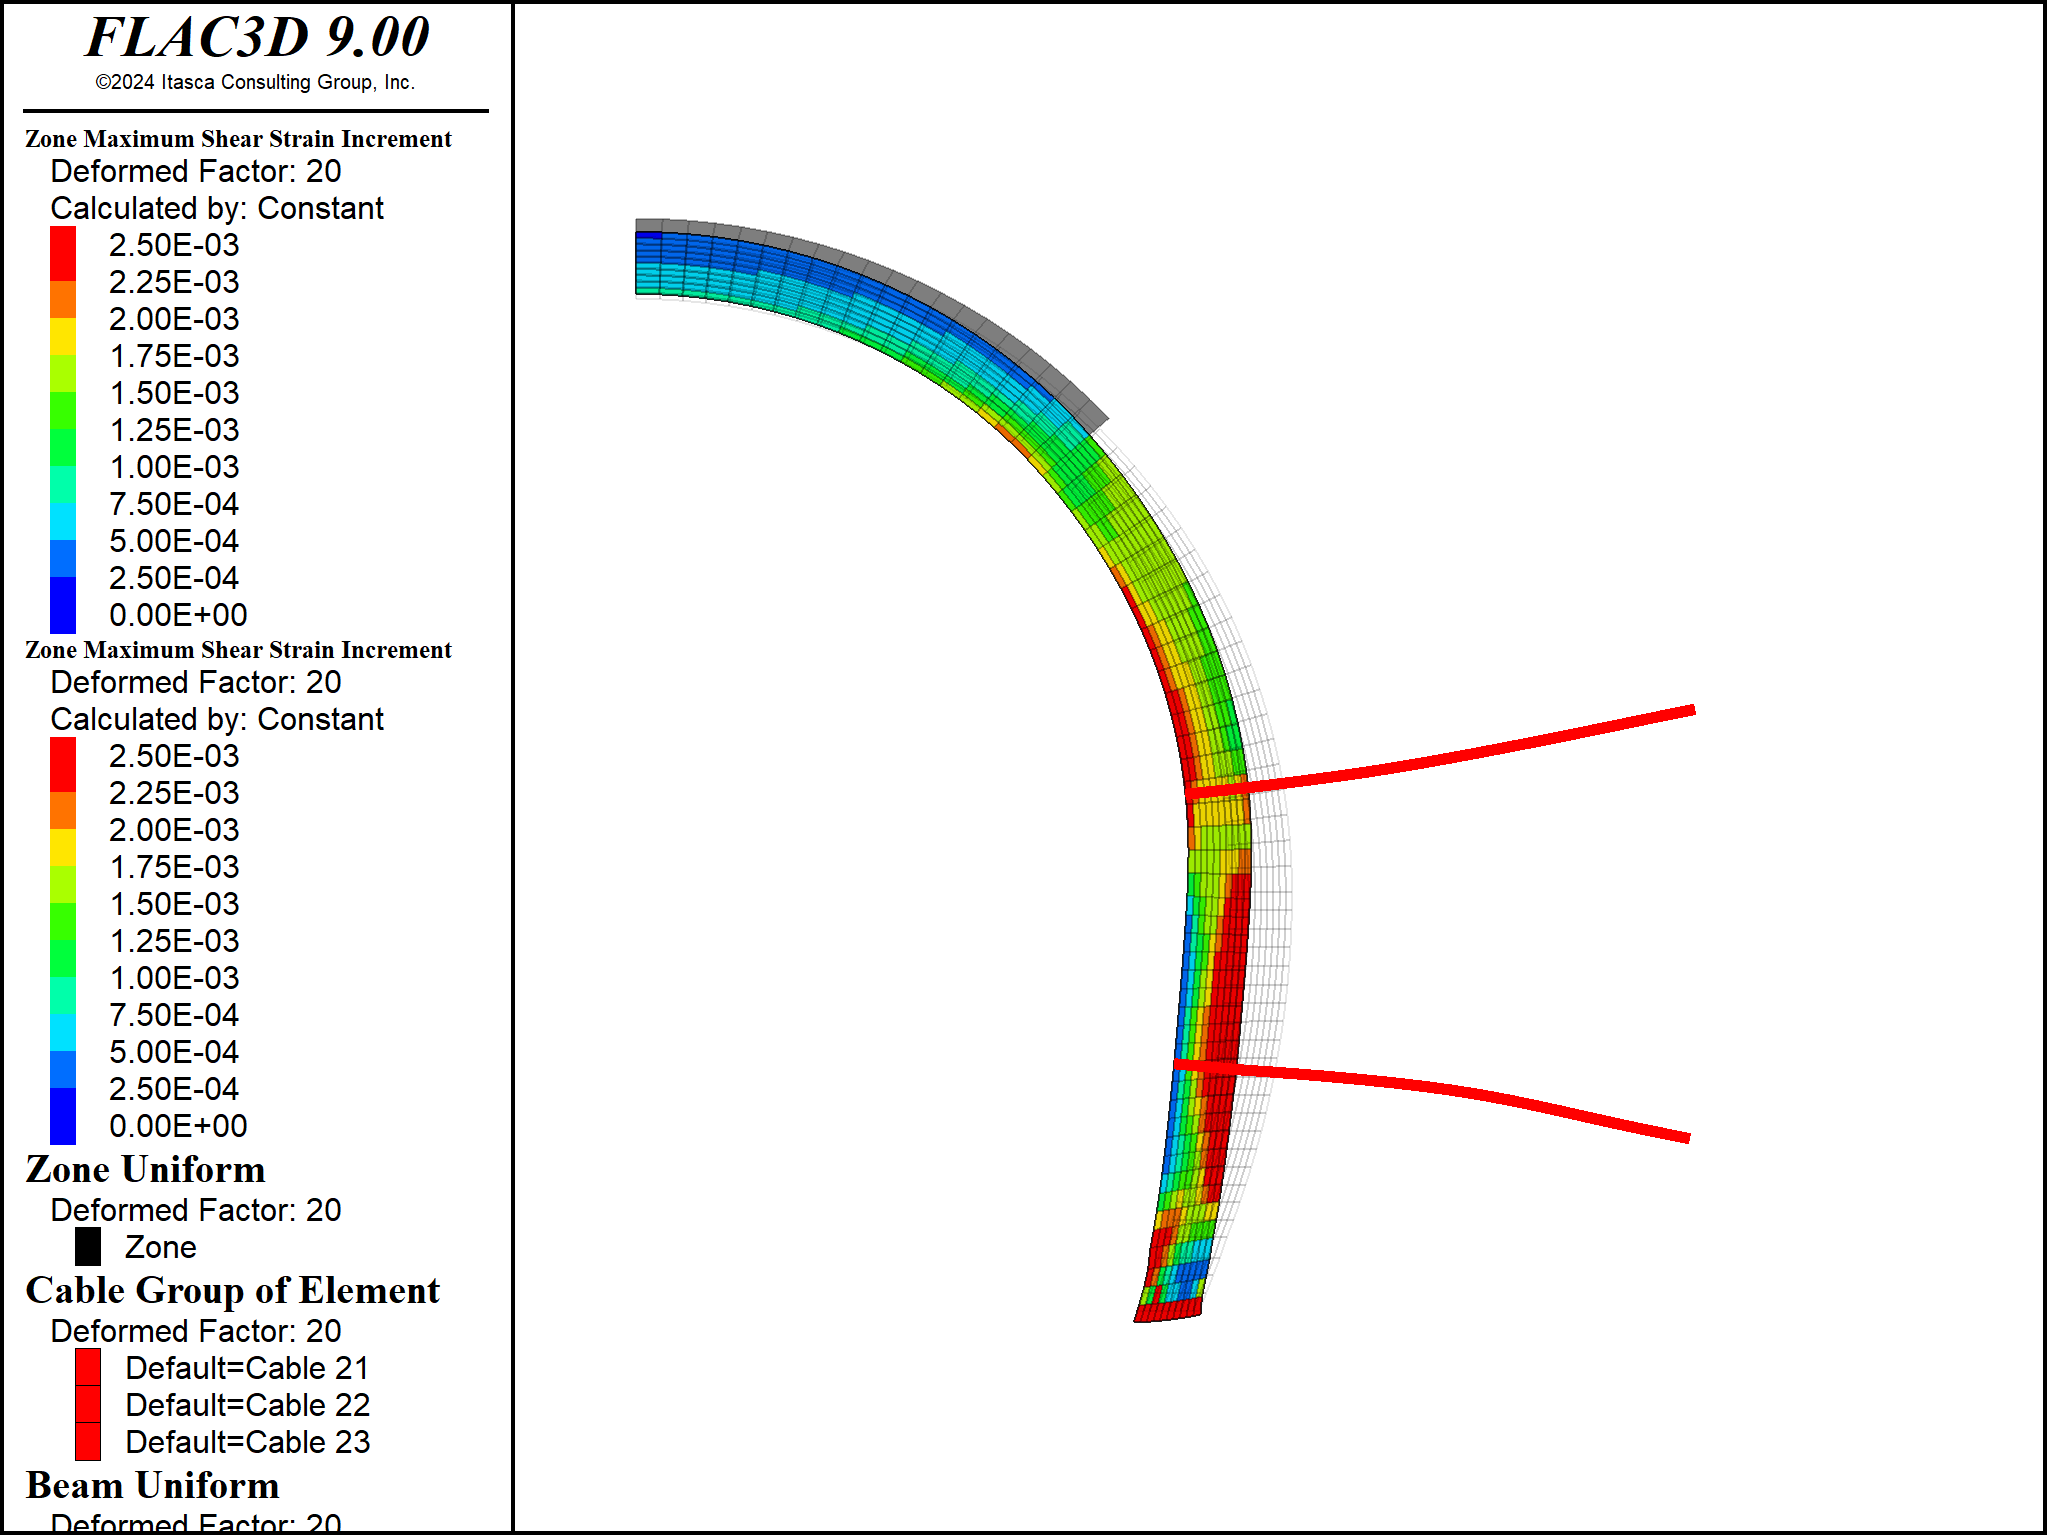 FLAC3D 9.00
©2024 Itasca Consulting Group, Inc.
Zone Maximum Shear Strain Increment
Deformed Factor: 20
Calculated by: Constant
2.50E-03
2.25E-03
2.00E-03
1.75E-03
1.50E-03
1.25E-03
1.00E-03
7.50E-04
5.00E-04
2.50E-04
0.00E+00
Zone Maximum Shear Strain Increment
Deformed Factor: 20
Calculated by: Constant
2.50E-03
2.25E-03
2.00E-03
1.75E-03
1.50E-03
1.25E-03
1.00E-03
7.50E-04
5.00E-04
2.50E-04
0.00E+00
Zone Uniform
Deformed Factor: 20
Zone
Cable Group of Element
Deformed Factor: 20
Default=Cable 21
Default=Cable 22
Default=Cable 23
Beam Uniform
Deformed Factor: 20